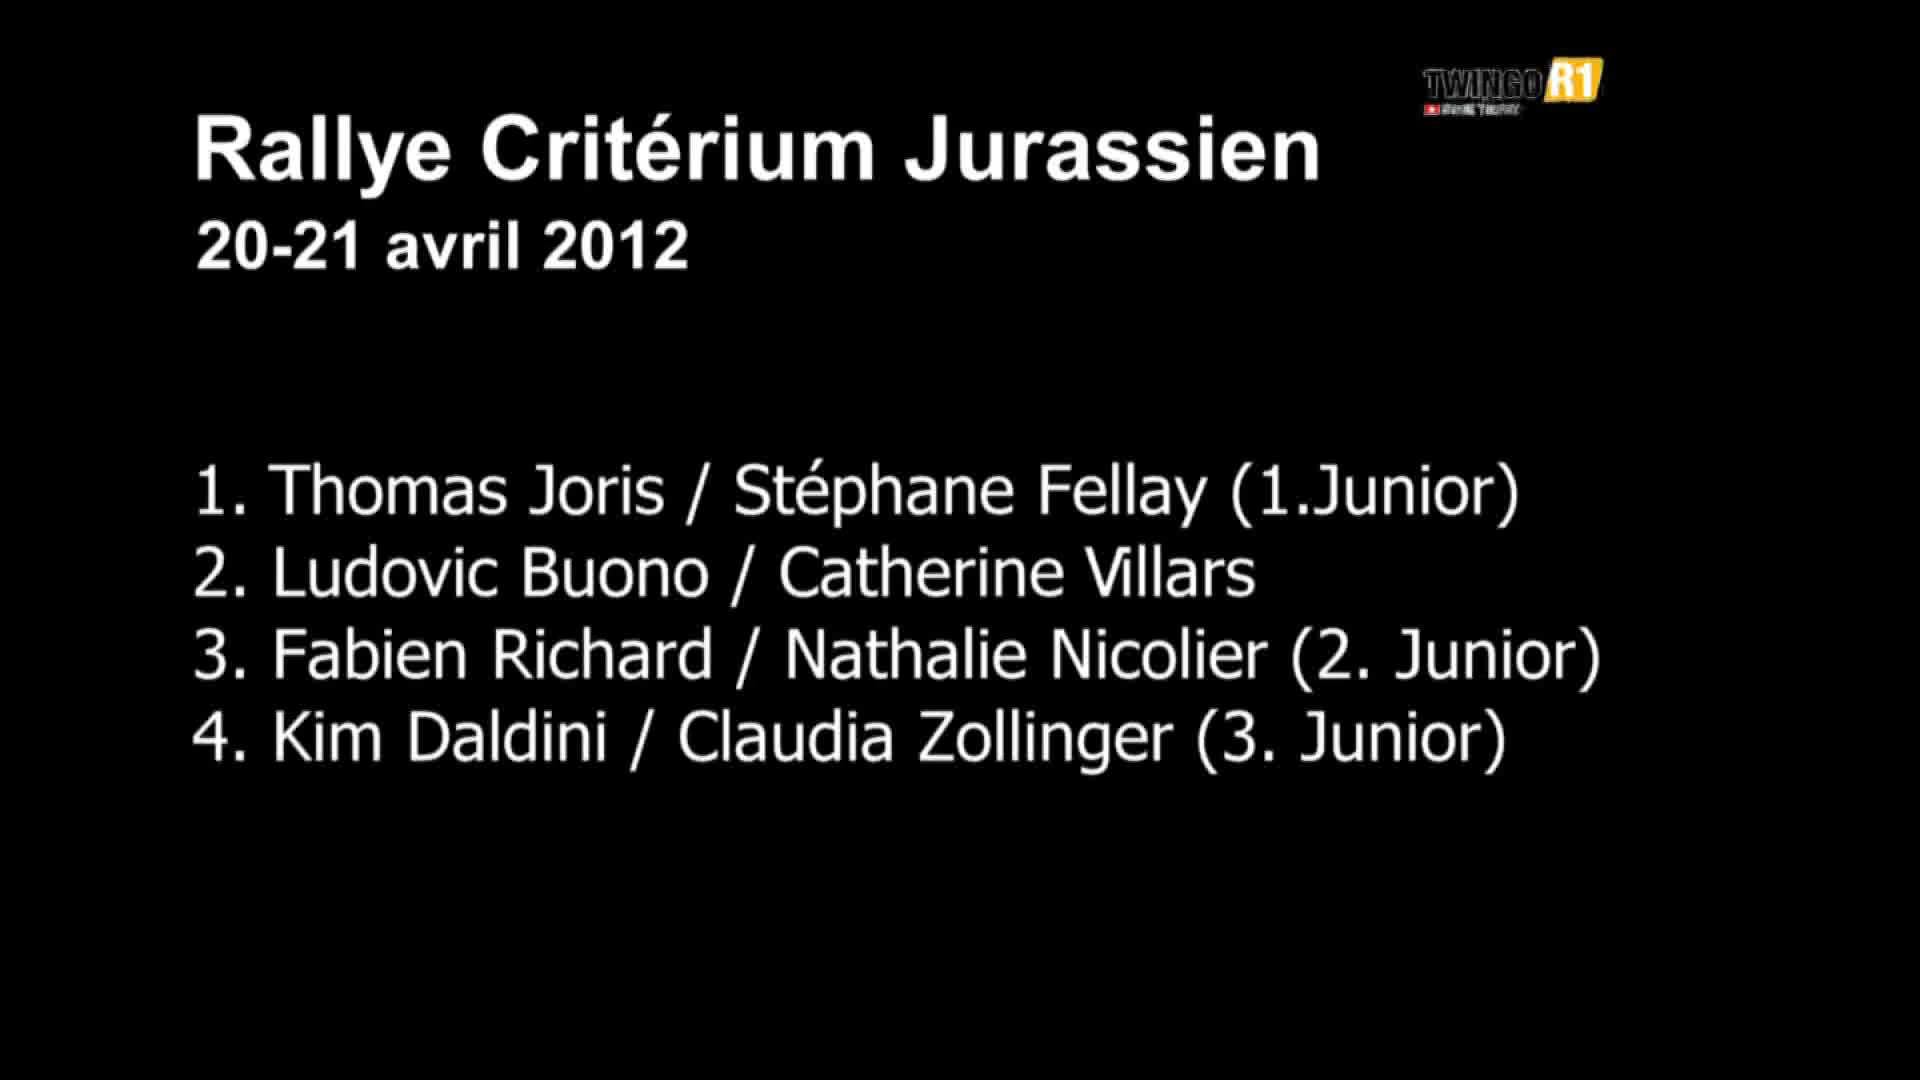 TWINGO R1
Rallye Critérium Jurassien
20-21 avril 2012
1. Thomas Joris / Stéphane Fellay (1.Junior)
2. Ludovic Buono / Catherine Villars
3. Fabien Richard / Nathalie Nicolier (2. Junior)
4. Kim Daldini / Claudia Zollinger (3. Junior)